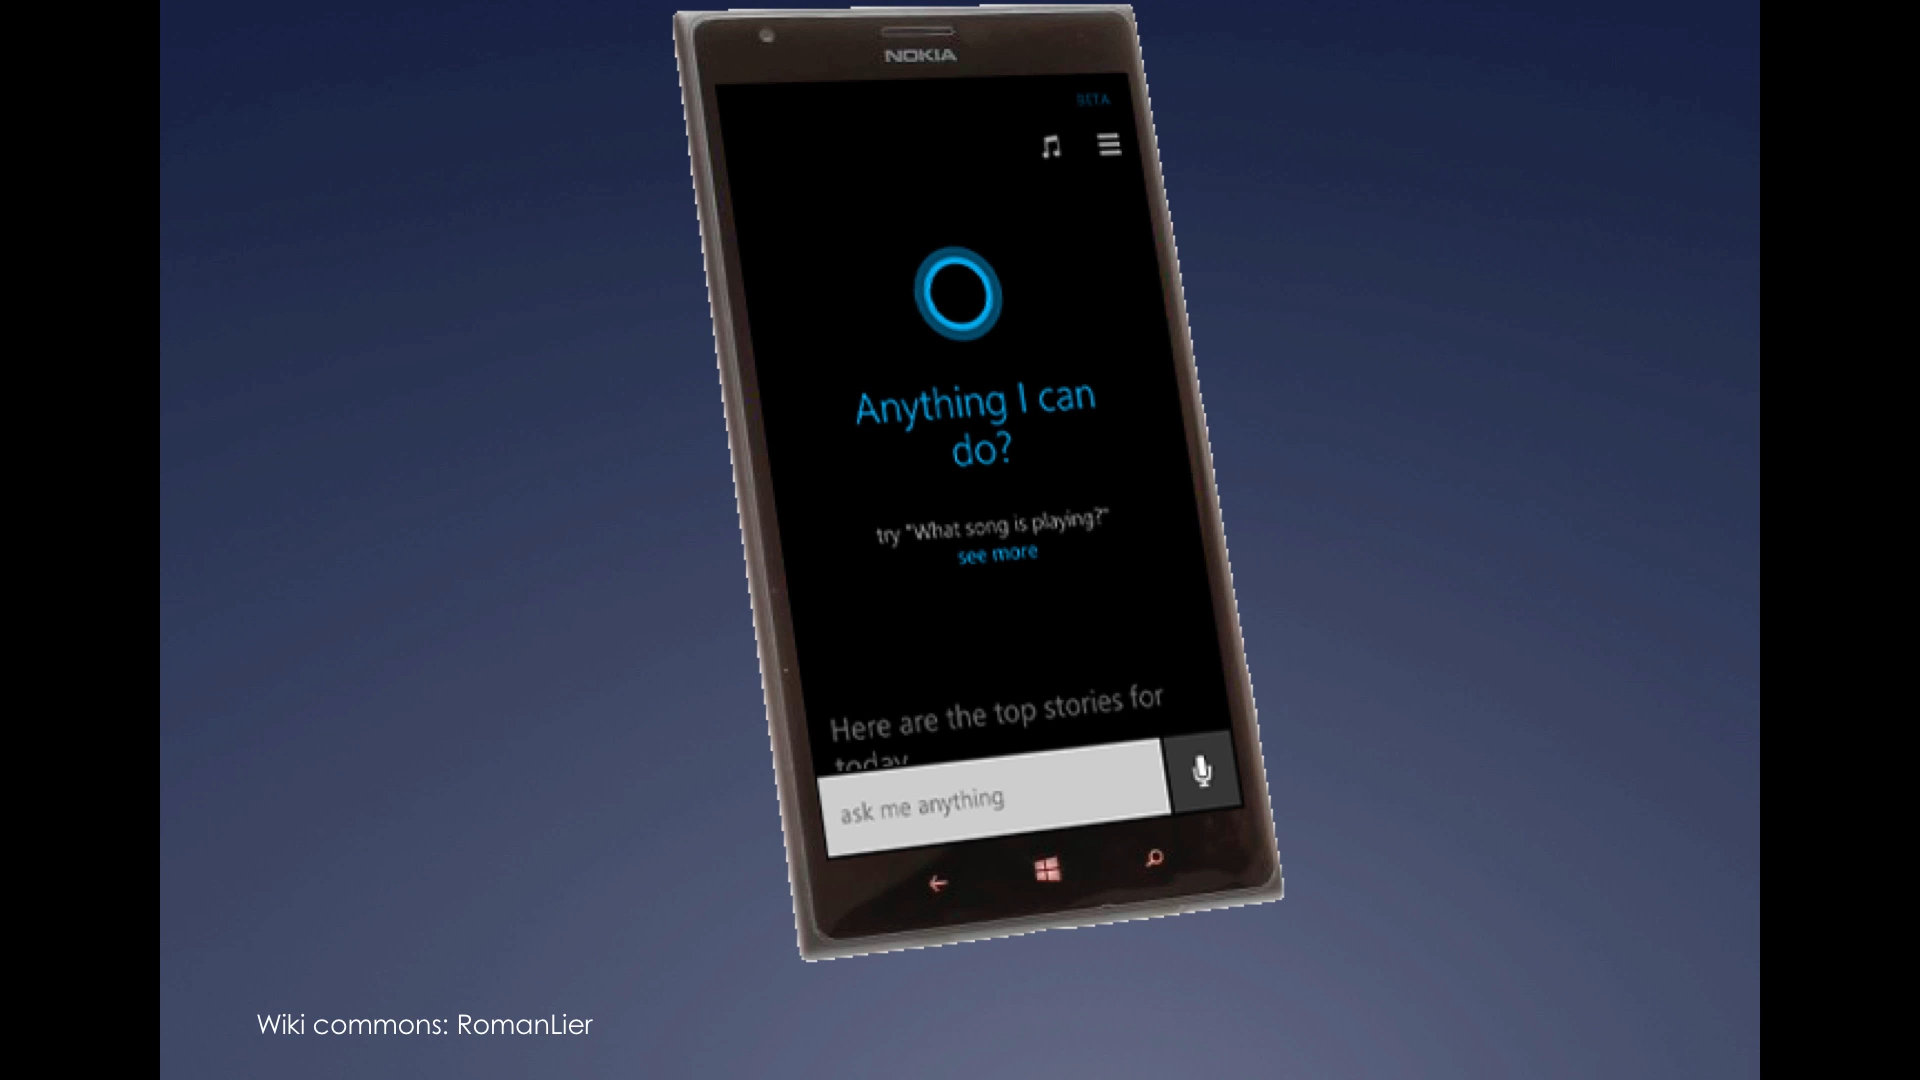 NOKIA
BETA
Anything I can
do?
try "What song is playing?"
see more
Here are the top stories for
today
ask me anything
Wiki commons: RomanLier